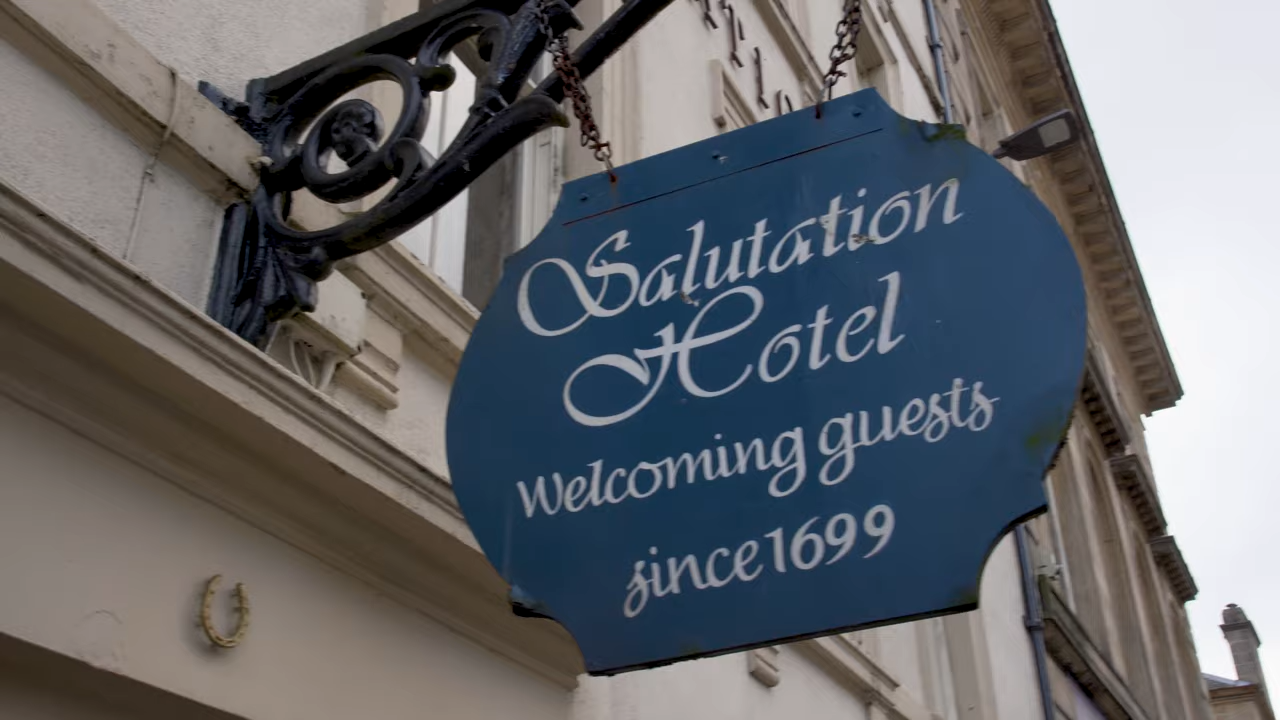 Salutation
Hotel
Welcoming guests
since 1699